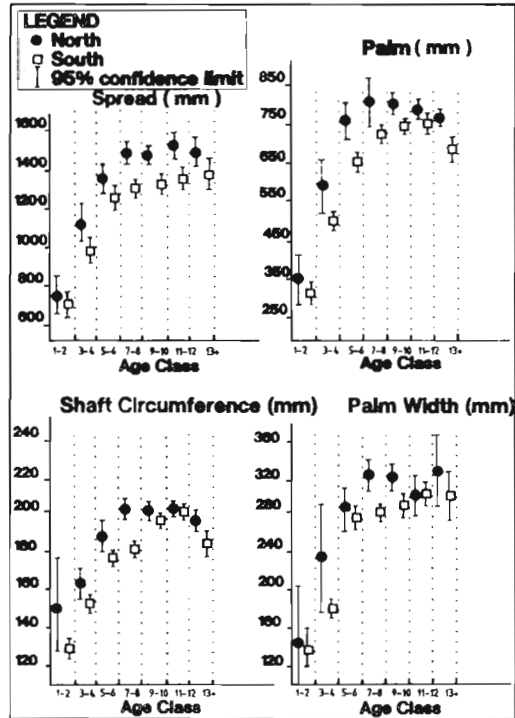 LEGEND
North
South
95% confidence limit
Spread (mm)
1600
1400
1200
1000
800
600
1-2 3-4 5-6 7-8 9-10 11-12 13+
Age Class
Palm (mm)
850
750
650
550
450
350
250
1-2 3-4 5-6 7-8 9-10 11-12 13+
Age Class
Shaft Circumference (mm)
240
220
200
180
160
140
120
1-2 3-4 5-6 7-8 9-10 11-12 13+
Age Class
Palm Width (mm)
360
320
280
240
200
160
120
1-2 3-4 5-6 7-8 9-10 11-12 13+
Age Class